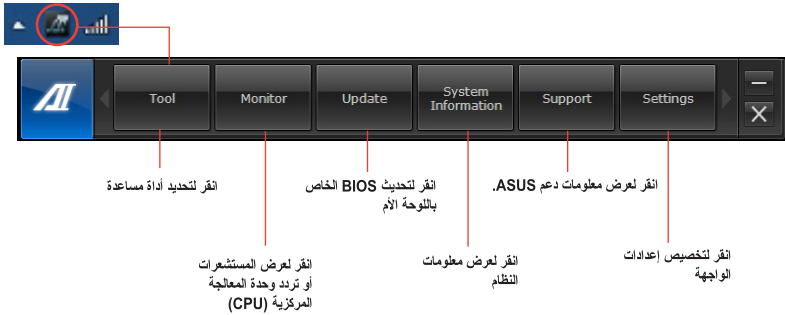 Tool
Monitor
Update
System
Information
Support
Settings
انقر لتحديد أداة مساعدة
انقر لتحديث BIOS الخاص
باللوحة الأم
انقر لعرض معلومات دعم ASUS.
انقر لعرض المستشعرات
أو تردد وحدة المعالجة
المركزية (CPU)
انقر لعرض معلومات
النظام
انقر لتخصيص إعدادات
الواجهة